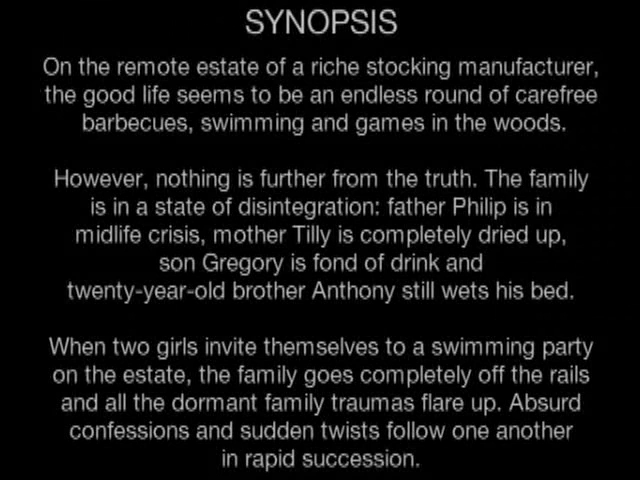 SYNOPSIS
On the remote estate of a riche stocking manufacturer,
the good life seems to be an endless round of carefree
barbecues, swimming and games in the woods.
However, nothing is further from the truth. The family
is in a state of disintegration: father Philip is in
midlife crisis, mother Tilly is completely dried up,
son Gregory is fond of drink and
twenty-year-old brother Anthony still wets his bed.
When two girls invite themselves to a swimming party
on the estate, the family goes completely off the rails
and all the dormant family traumas flare up. Absurd
confessions and sudden twists follow one another
in rapid succession.